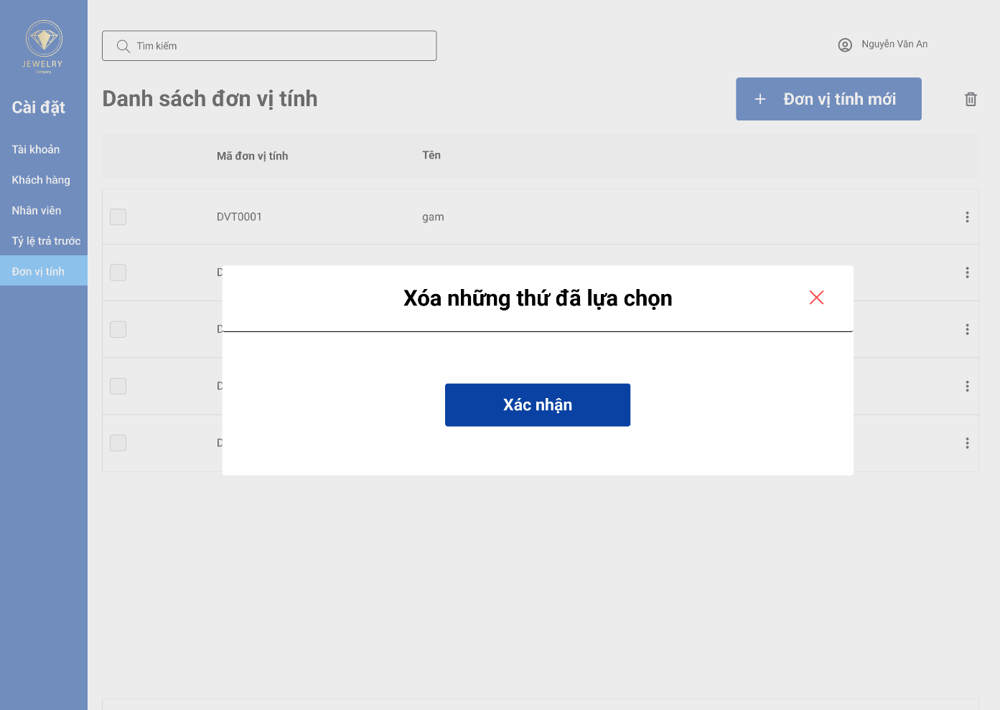 JEWELRY
Company
Cài đặt
Tài khoản
Khách hàng
Nhân viên
Tỷ lệ trả trước
Đơn vị tính
Tìm kiếm
Nguyễn Văn An
Danh sách đơn vị tính
+ Đơn vị tính mới
Mã đơn vị tính Tên
DVT0001 gam
D
Xóa những thứ đã lựa chọn
D
D
Xác nhận
D